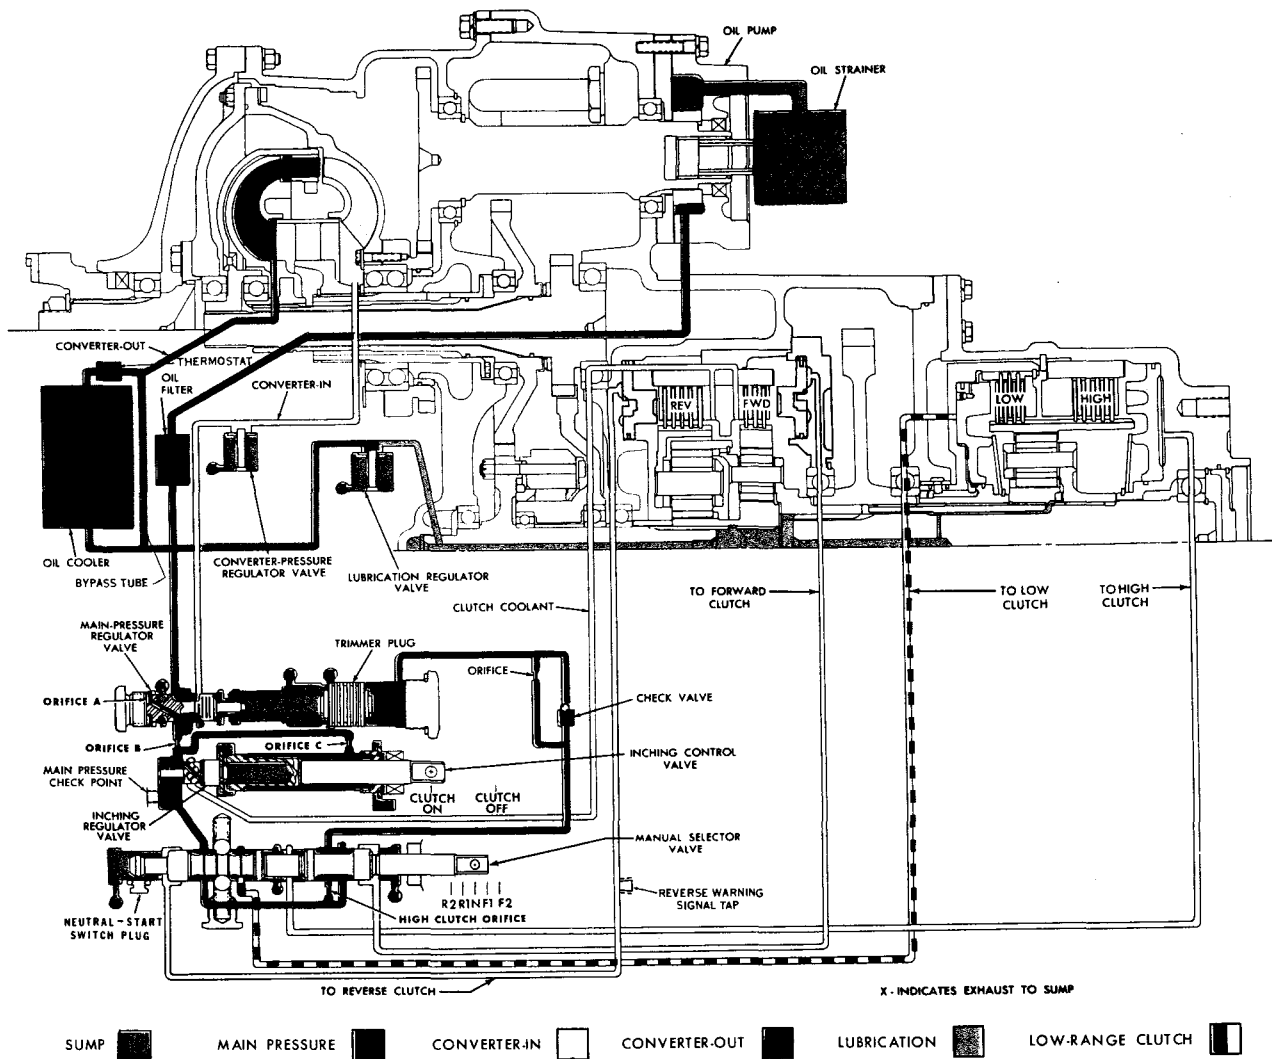 OIL PUMP
OIL STRAINER
CONVERTER-OUT
THERMOSTAT
OIL
FILTER
CONVERTER-IN
REV
FWD
LOW
HIGH
OIL COOLER
BYPASS TUBE
CONVERTER-PRESSURE
REGULATOR VALVE
LUBRICATION REGULATOR
VALVE
CLUTCH COOLANT
TO FORWARD
CLUTCH
TO LOW
CLUTCH
TO HIGH
CLUTCH
MAIN-PRESSURE
REGULATOR
VALVE
TRIMMER PLUG
ORIFICE
ORIFICE A
CHECK VALVE
ORIFICE B
ORIFICE C
INCHING CONTROL
VALVE
MAIN PRESSURE
CHECK POINT
CLUTCH
ON
CLUTCH
OFF
INCHING
REGULATOR
VALVE
MANUAL SELECTOR
VALVE
R2 R1 N F1 F2
REVERSE WARNING
SIGNAL TAP
HIGH CLUTCH ORIFICE
NEUTRAL-START
SWITCH PLUG
TO REVERSE CLUTCH
X - INDICATES EXHAUST TO SUMP
SUMP
MAIN PRESSURE
CONVERTER-IN
CONVERTER-OUT
LUBRICATION
LOW-RANGE CLUTCH